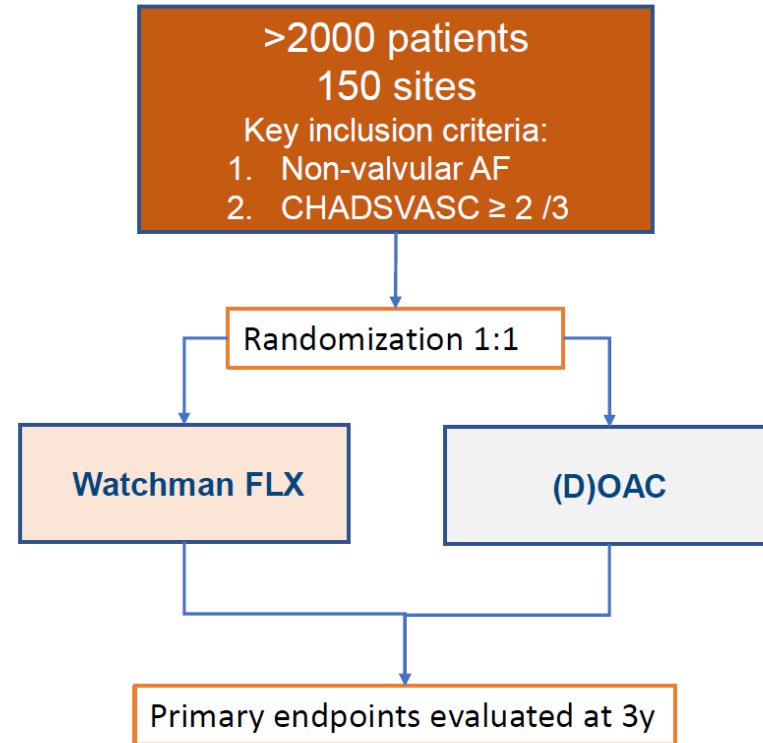 >2000 patients
150 sites
Key inclusion criteria:
1. Non-valvular AF
2. CHADSVASC ≥ 2 /3
Randomization 1:1
Watchman FLX
(D)OAC
Primary endpoints evaluated at 3y